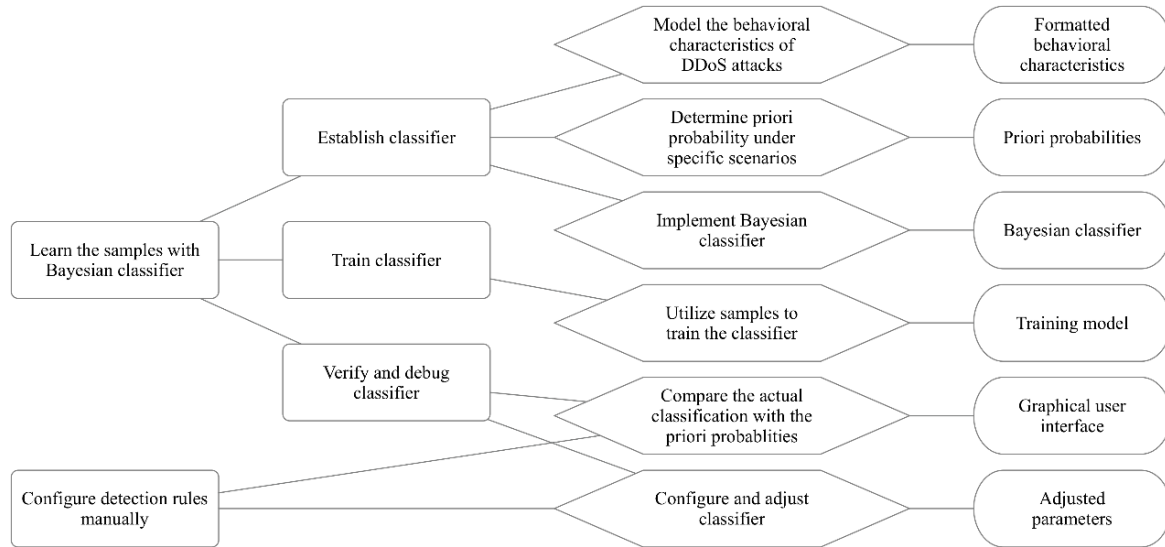 Model the behavioral
characteristics of
DDoS attacks
Formatted
behavioral
characteristics
Establish classifier
Determine priori
probability under
specific scenarios
Priori probabilities
Learn the samples with
Bayesian classifier
Train classifier
Implement Bayesian
classifier
Bayesian classifier
Utilize samples to
train the classifier
Training model
Verify and debug
classifier
Compare the actual
classification with the
priori probablities
Graphical user
interface
Configure detection rules
manually
Configure and adjust
classifier
Adjusted
parameters